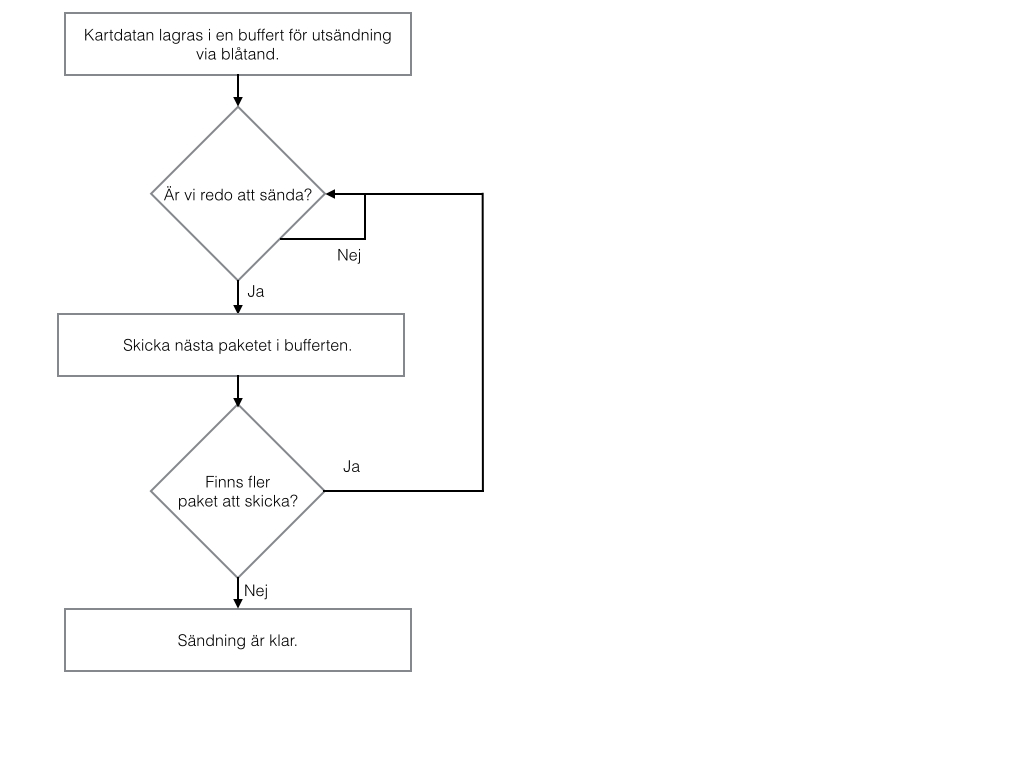 Kartdatan lagras i en buffert för utsändning
via blåtand.
Är vi redo att sända?
Nej
Ja
Skicka nästa paketet i bufferten.
Ja
Finns fler
paket att skicka?
Nej
Sändning är klar.